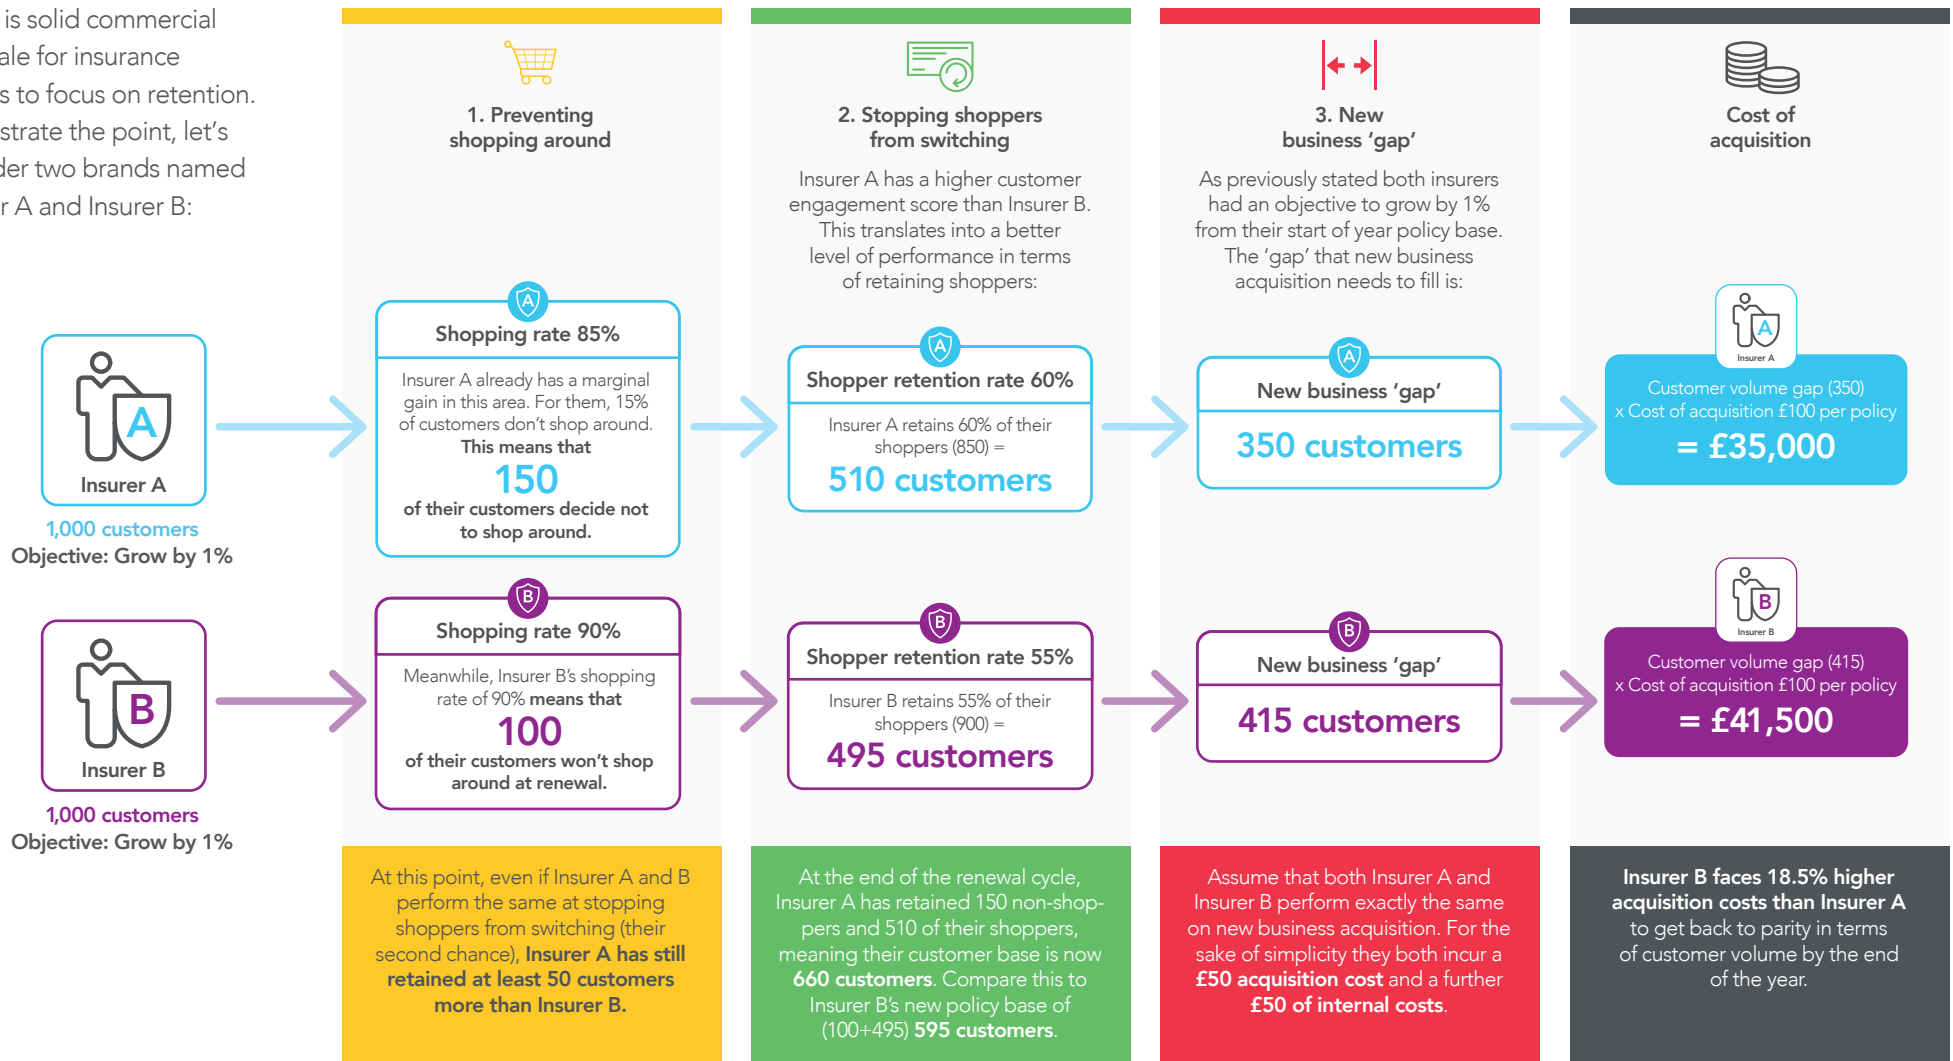 is solid commercial
ale for insurance
s to focus on retention.
strate the point, let's
der two brands named
r A and Insurer B:
A
Insurer A
1,000 customers
Objective: Grow by 1%
B
Insurer B
1,000 customers
Objective: Grow by 1%
1. Preventing
shopping around
A
Shopping rate 85%
Insurer A already has a marginal
gain in this area. For them, 15%
of customers don't shop around.
This means that
150
of their customers decide not
to shop around.
B
Shopping rate 90%
Meanwhile, Insurer B's shopping
rate of 90% means that
100
of their customers won't shop
around at renewal.
At this point, even if Insurer A and B
perform the same at stopping
shoppers from switching (their
second chance), Insurer A has still
retained at least 50 customers
more than Insurer B.
2. Stopping shoppers
from switching
Insurer A has a higher customer
engagement score than Insurer B.
This translates into a better
level of performance in terms
of retaining shoppers:
A
Shopper retention rate 60%
Insurer A retains 60% of their
shoppers (850) =
510 customers
B
Shopper retention rate 55%
Insurer B retains 55% of their
shoppers (900) =
495 customers
At the end of the renewal cycle,
Insurer A has retained 150 non-shop-
pers and 510 of their shoppers,
meaning their customer base is now
660 customers. Compare this to
Insurer B's new policy base of
(100+495) 595 customers.
3. New
business 'gap'
As previously stated both insurers
had an objective to grow by 1%
from their start of year policy base.
The 'gap' that new business
acquisition needs to fill is:
A
New business 'gap'
350 customers
B
New business 'gap'
415 customers
Assume that both Insurer A and
Insurer B perform exactly the same
on new business acquisition. For the
sake of simplicity they both incur a
£50 acquisition cost and a further
£50 of internal costs.
Cost of
acquisition
A
Insurer A
Customer volume gap (350)
x Cost of acquisition £100 per policy
= £35,000
B
Insurer B
Customer volume gap (415)
x Cost of acquisition £100 per policy
= £41,500
Insurer B faces 18.5% higher
acquisition costs than Insurer A
to get back to parity in terms
of customer volume by the end
of the year.